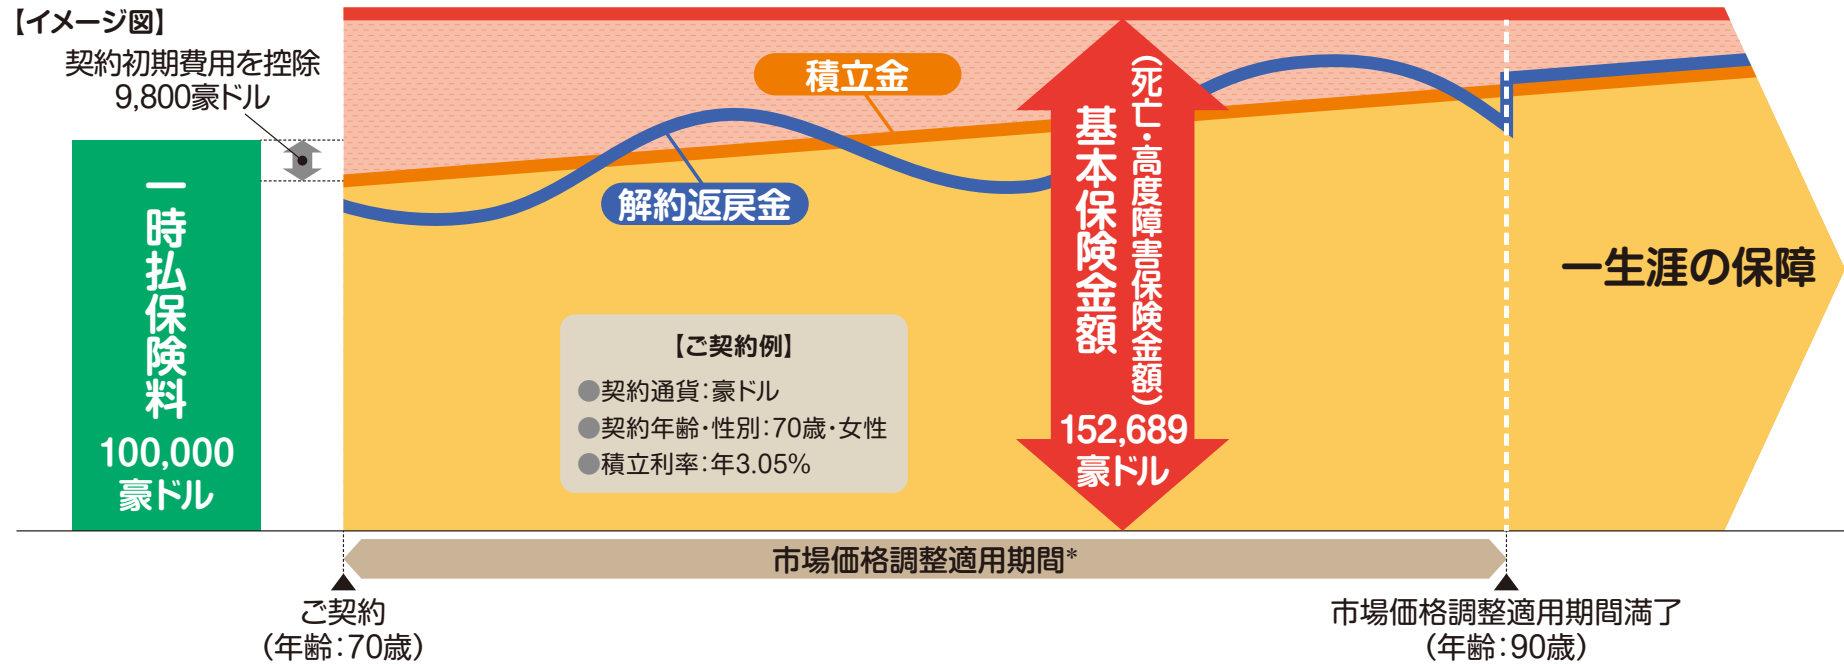 【イメージ図】
契約初期費用を控除
9,800豪ドル
一時払保険料
100,000
豪ドル
積立金
解約返戻金
基本保険金額
（死亡・高度障害保険金額）
152,689
豪ドル
一生涯の保障
【ご契約例】
●契約通貨：豪ドル
●契約年齢・性別：70歳・女性
●積立利率：年3.05%
市場価格調整適用期間*
ご契約
（年齢：70歳）
市場価格調整適用期間満了
（年齢：90歳）